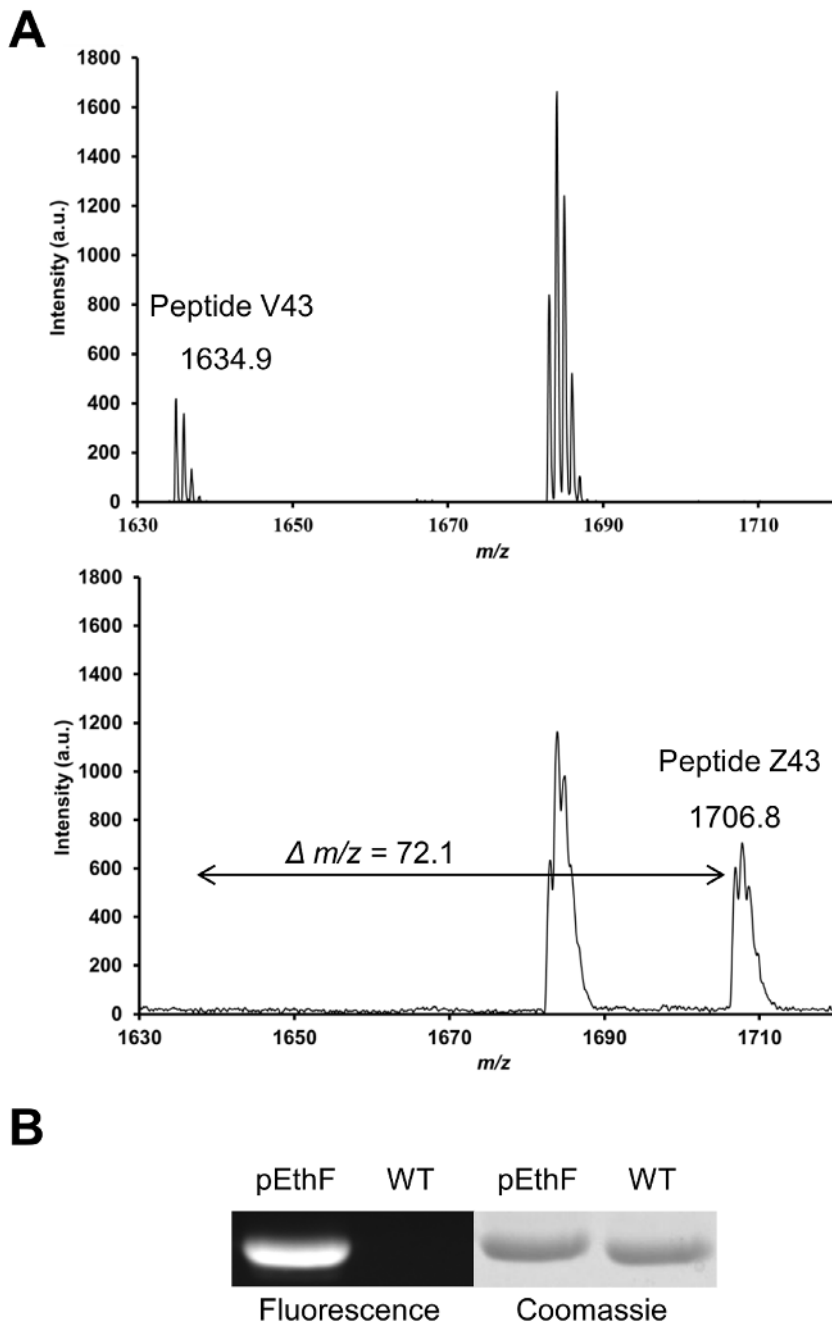 A
1800
1600
1400
1200
1000
800
600
400
200
0
Intensity (a.u.)
Peptide V43
1634.9
1630 1650 1670 1690 1710
m/z
1800
1600
1400
1200
1000
800
600
400
200
0
Intensity (a.u.)
Peptide Z43
1706.8
Δ m/z = 72.1
1630 1650 1670 1690 1710
m/z
B
pEthF WT pEthF WT
Fluorescence Coomassie